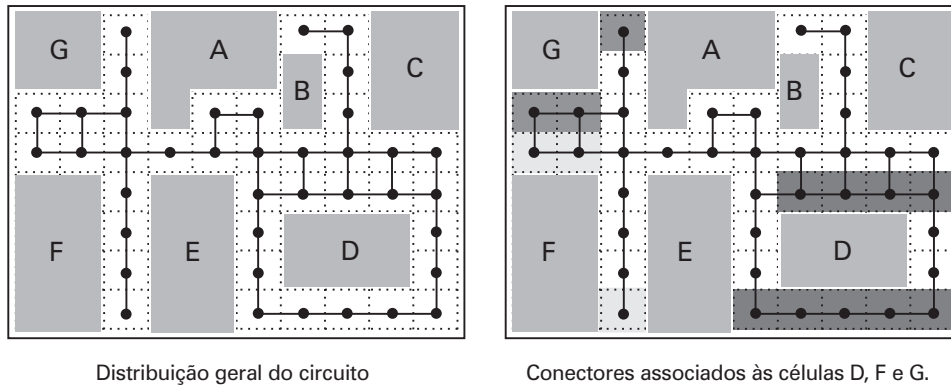 G A B C
F E D
G A B C
F E D
Distribuição geral do circuito
Conectores associados às células D, F e G.